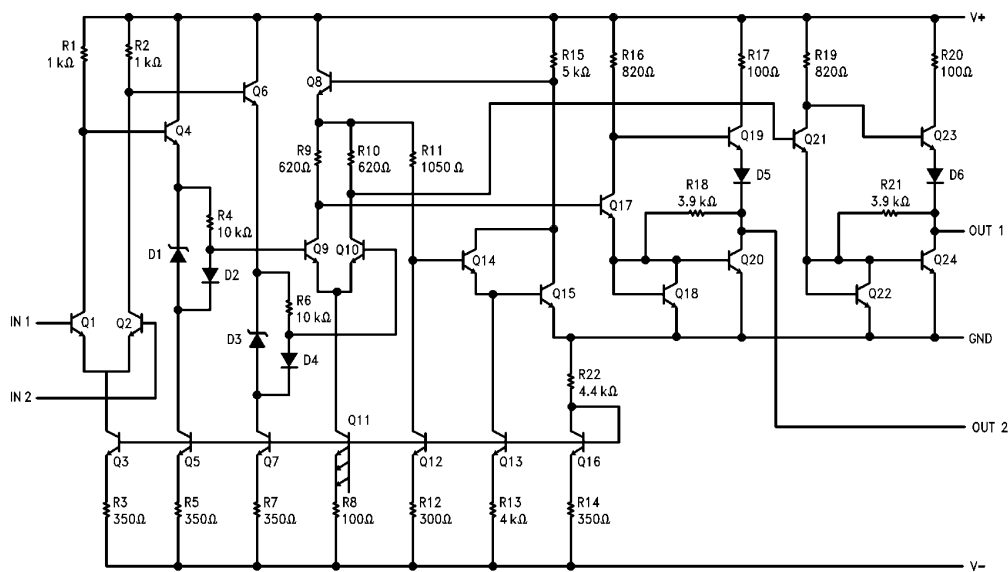 V+
R1
1 kΩ
R2
1 kΩ
Q4
Q6
Q8
R15
5 kΩ
R16
820Ω
R17
100Ω
R19
820Ω
R20
100Ω
R9
620Ω
R10
620Ω
R11
1050 Ω
Q19
Q21
Q23
D5
D6
R4
10 kΩ
R18
3.9 kΩ
R21
3.9 kΩ
Q17
D1
D2
Q9
Q10
Q14
Q15
Q20
Q18
Q24
Q22
OUT 1
R6
10 kΩ
D3
D4
IN 1
Q1
Q2
GND
IN 2
R22
4.4 kΩ
OUT 2
Q3
Q5
Q7
Q11
Q12
Q13
Q16
R3
350Ω
R5
350Ω
R7
350Ω
R8
100Ω
R12
300Ω
R13
4 kΩ
R14
350Ω
V−